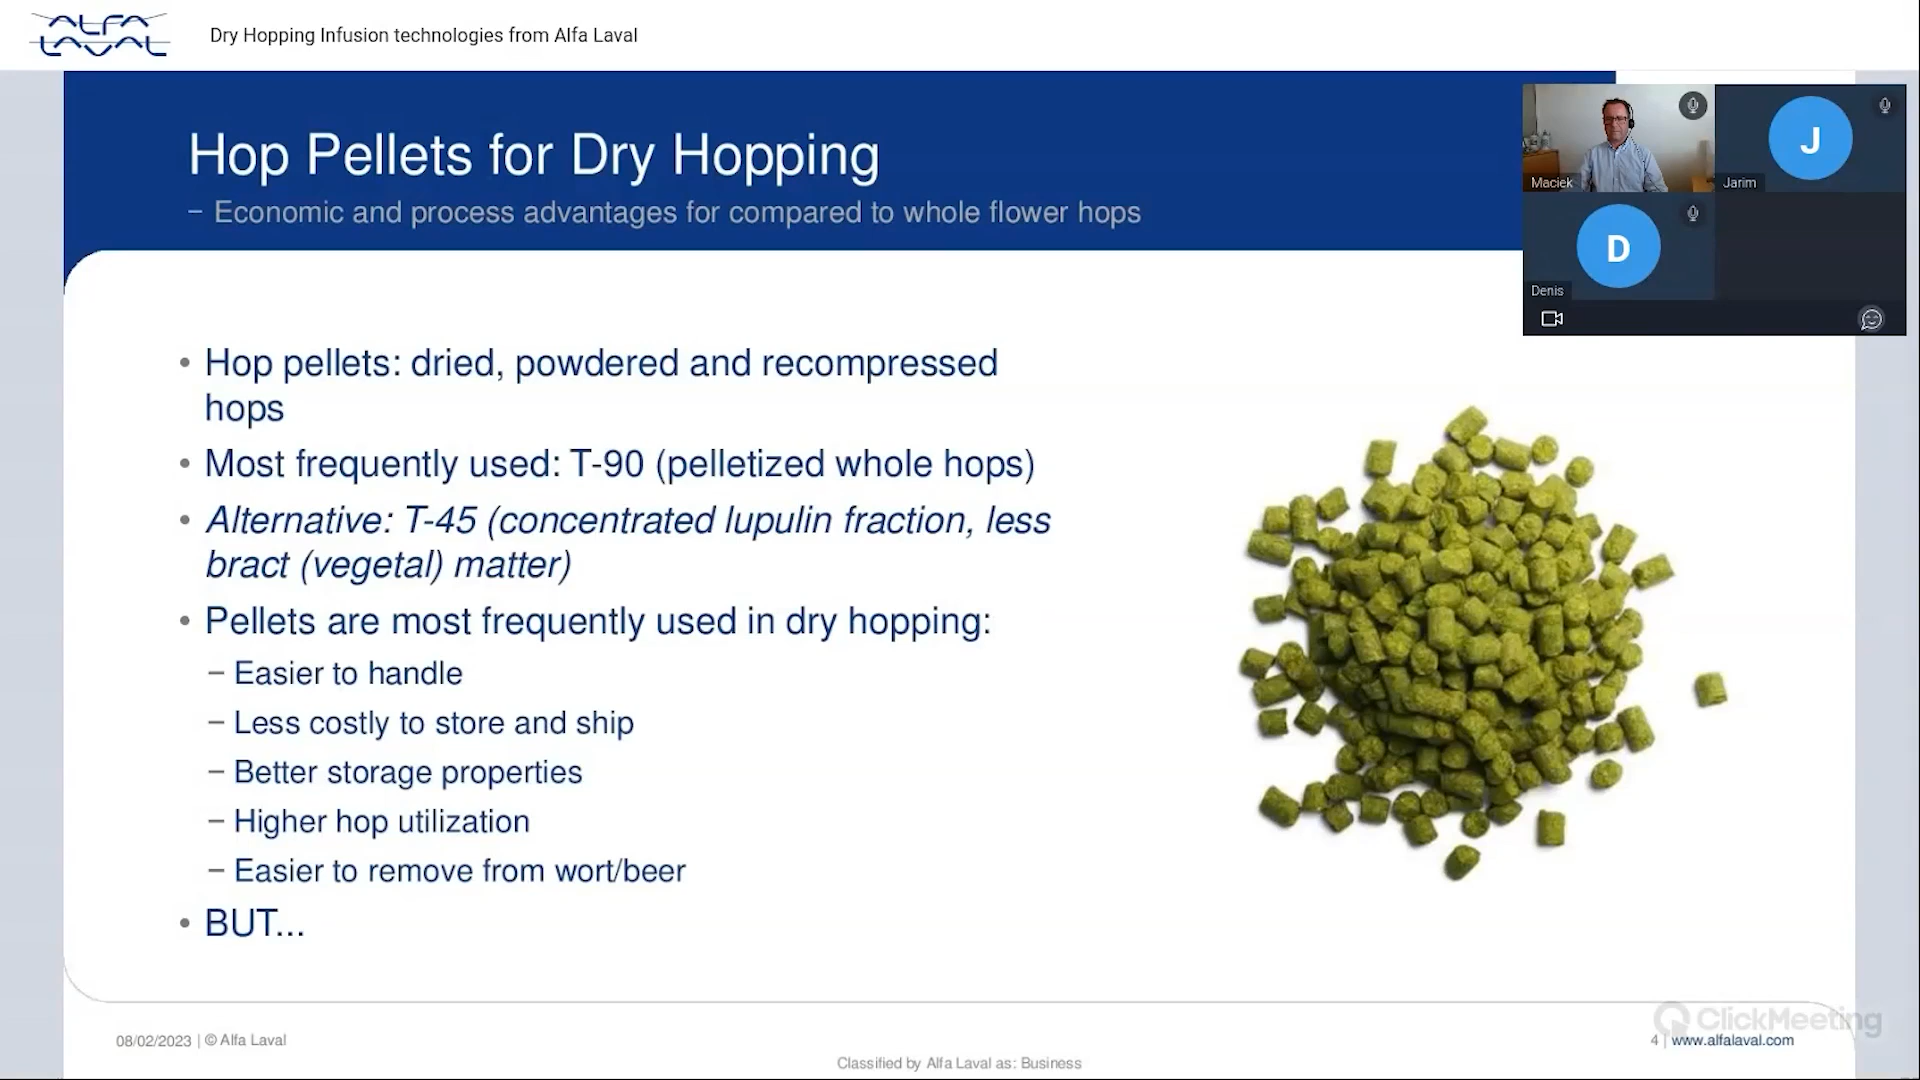 ALFA
LAVAL
Dry Hopping Infusion technologies from Alfa Laval
Hop Pellets for Dry Hopping
– Economic and process advantages for compared to whole flower hops
Maciek
J
Jarim
D
Denis
• Hop pellets: dried, powdered and recompressed
hops
• Most frequently used: T-90 (pelletized whole hops)
• Alternative: T-45 (concentrated lupulin fraction, less
bract (vegetal) matter)
• Pellets are most frequently used in dry hopping:
– Easier to handle
– Less costly to store and ship
– Better storage properties
– Higher hop utilization
– Easier to remove from wort/beer
• BUT...
ClickMeeting
08/02/2023 | © Alfa Laval
4 | www.alfalaval.com
Classified by Alfa Laval as: Business